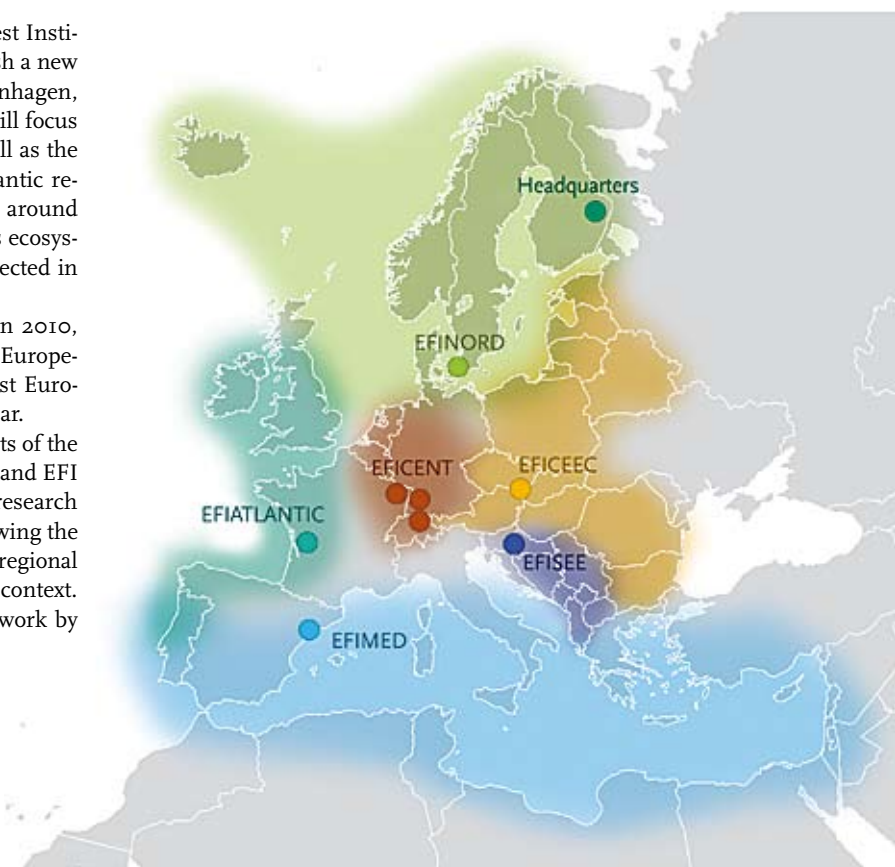 est Insti-
h a new
nhagen,
ill focus
ll as the
antic re-
around
s ecosys-
ected in
n 2010,
Europe-
st Euro-
ar.
ts of the
and EFI
research
wing the
regional
context.
work by
Headquarters
EFINORD
EFICENT
EFICEEC
EFIATLANTIC
EFISEE
EFIMED